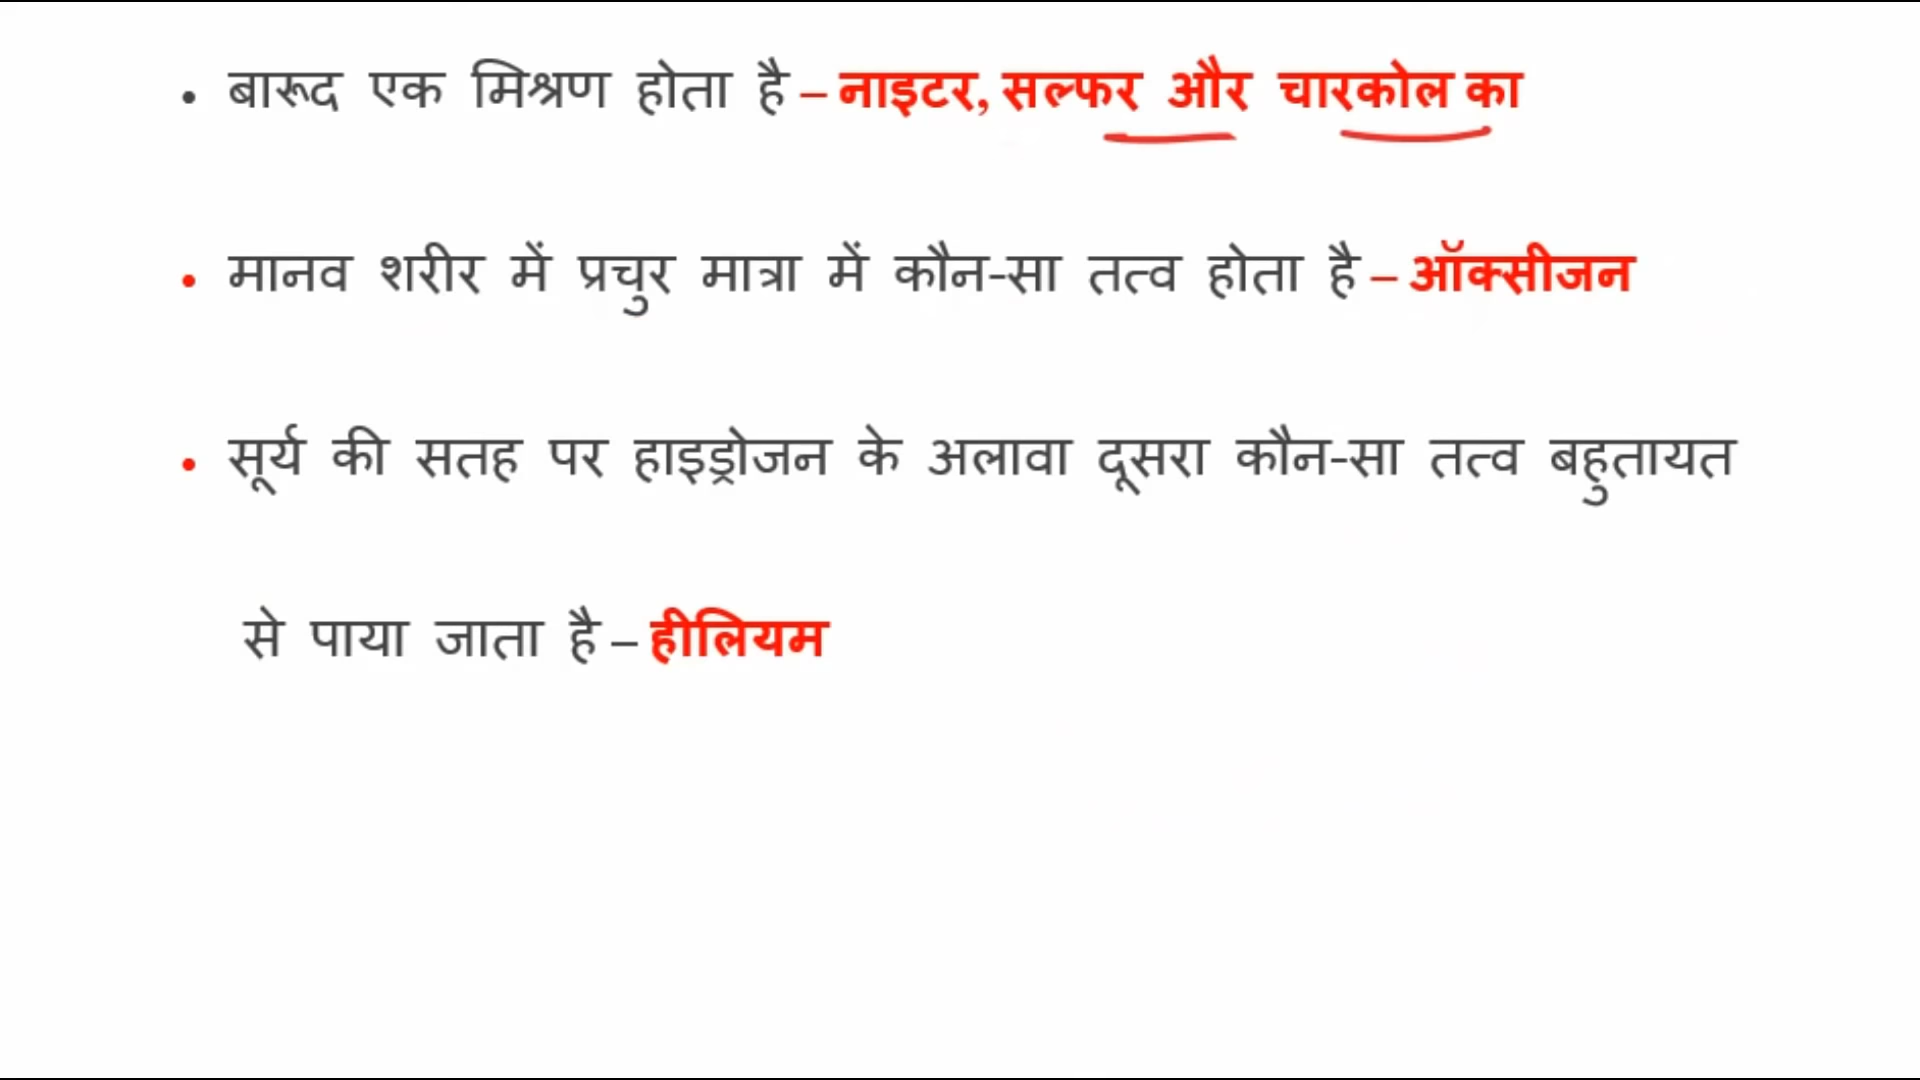 • बारूद एक मिश्रण होता है – नाइटर, सल्फर और चारकोल का
• मानव शरीर में प्रचुर मात्रा में कौन-सा तत्व होता है – ऑक्सीजन
• सूर्य की सतह पर हाइड्रोजन के अलावा दूसरा कौन-सा तत्व बहुतायत
से पाया जाता है – हीलियम